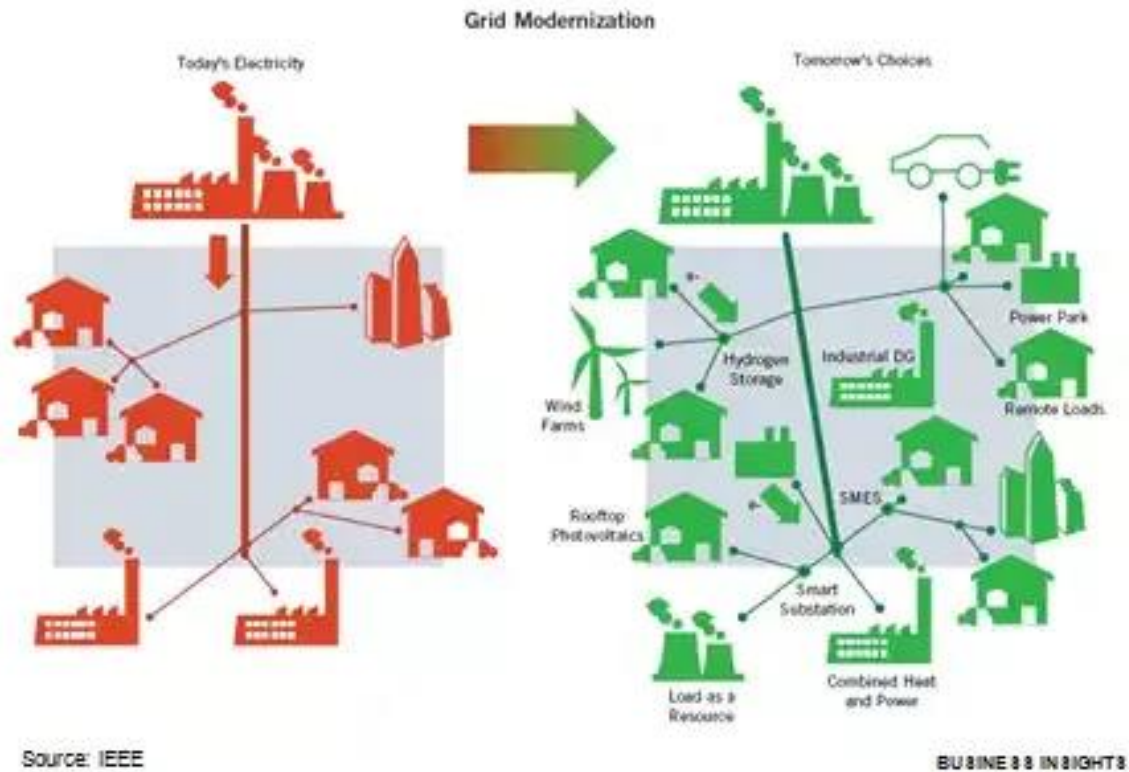 Grid Modernization
Today's Electricity
Tomorrow's Choices
Power Park
Hydrogen
Storage
Industrial DG
Wind
Farms
Remote Loads
SMES
Rooftop
Photovoltaics
Smart
Substation
Load as a
Resource
Combined Heat
and Power
Source: IEEE
BUSINESS INSIGHTS